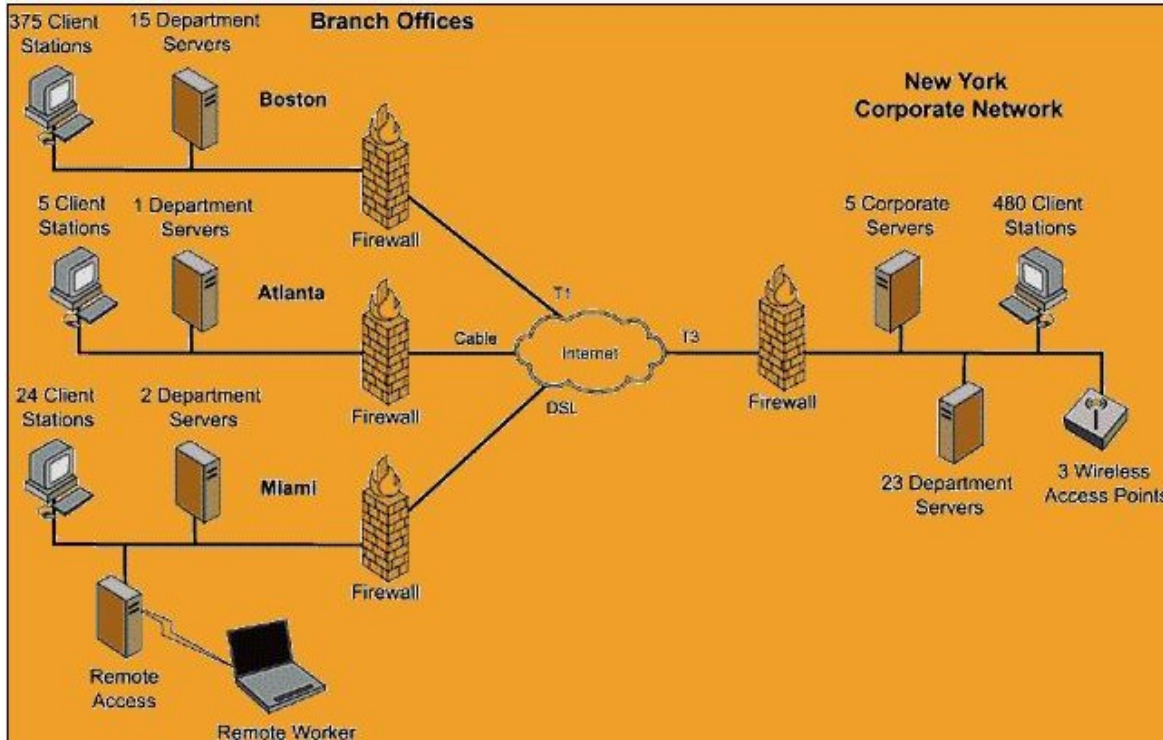 375 Client
Stations
15 Department
Servers
Branch Offices
Boston
Firewall
New York
Corporate Network
5 Client
Stations
1 Department
Servers
Atlanta
Firewall
T1
Cable
Internet
T3
DSL
5 Corporate
Servers
480 Client
Stations
Firewall
23 Department
Servers
3 Wireless
Access Points
24 Client
Stations
2 Department
Servers
Miami
Firewall
Remote
Access
Remote Worker